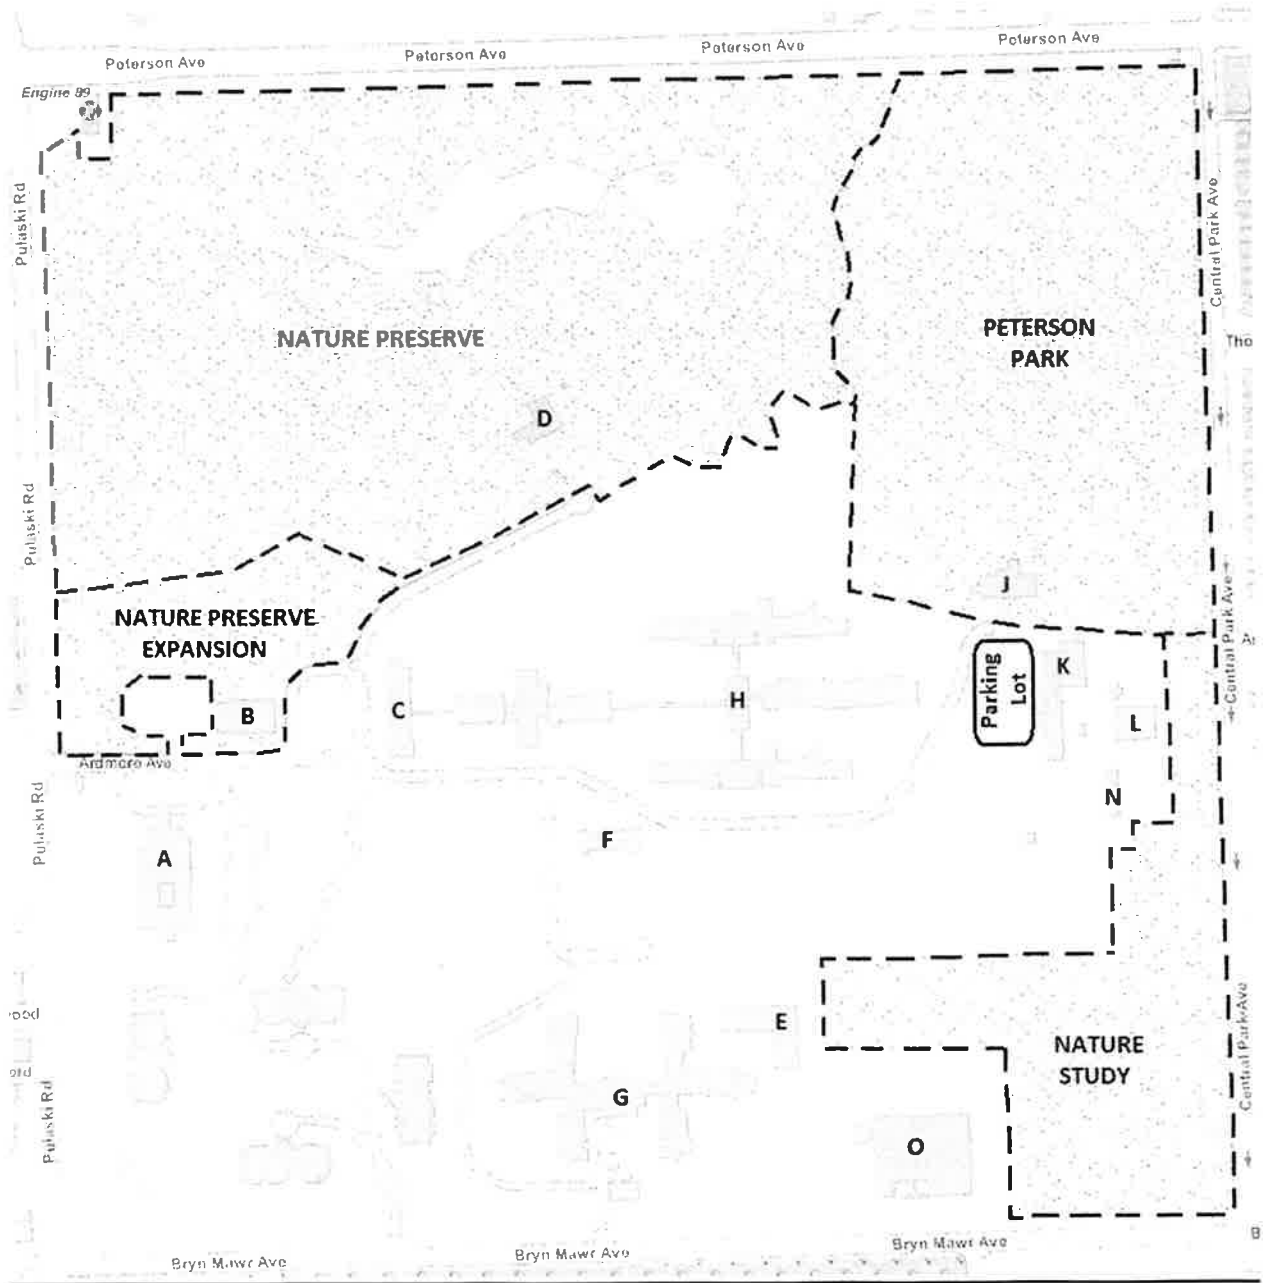 Peterson Ave
Peterson Ave
Peterson Ave
Peterson Ave
Engine 89
Pulaski Rd
Central Park Ave
NATURE PRESERVE
PETERSON
PARK
Tho
D
Pulaski Rd
J
NATURE PRESERVE
EXPANSION
Central Park Ave
Parking
Lot
K
B
C
H
L
Ardmore Ave
Pulaski Rd
N
F
A
E
NATURE
STUDY
Central Park Ave
G
Pulaski Rd
O
Bryn Mawr Ave
Bryn Mawr Ave
Bryn Mawr Ave
B